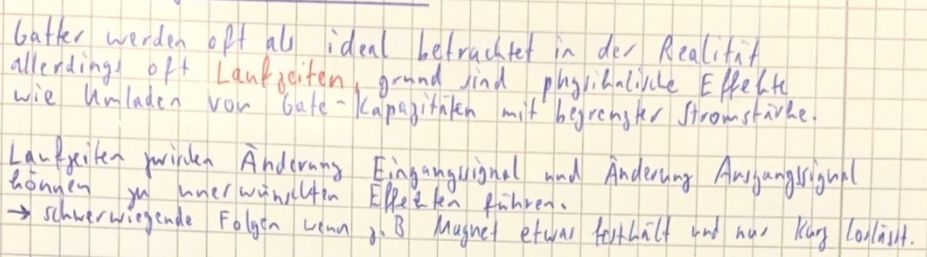 Gatter werden oft als ideal betrachtet in der Realität
allerdings oft Laufzeiten, grund sind physikalische Effekte
wie Umladen von Gate-Kapazitäten mit begrenzter Stromstärke.
Laufzeiten zwischen Änderung Eingangssignal und Änderung Ausgangssignal
können zu unerwünschten Effekten führen.
→ schwerwiegende Folgen wenn z.B Magnet etwas festhält und nur kurz loslässt.